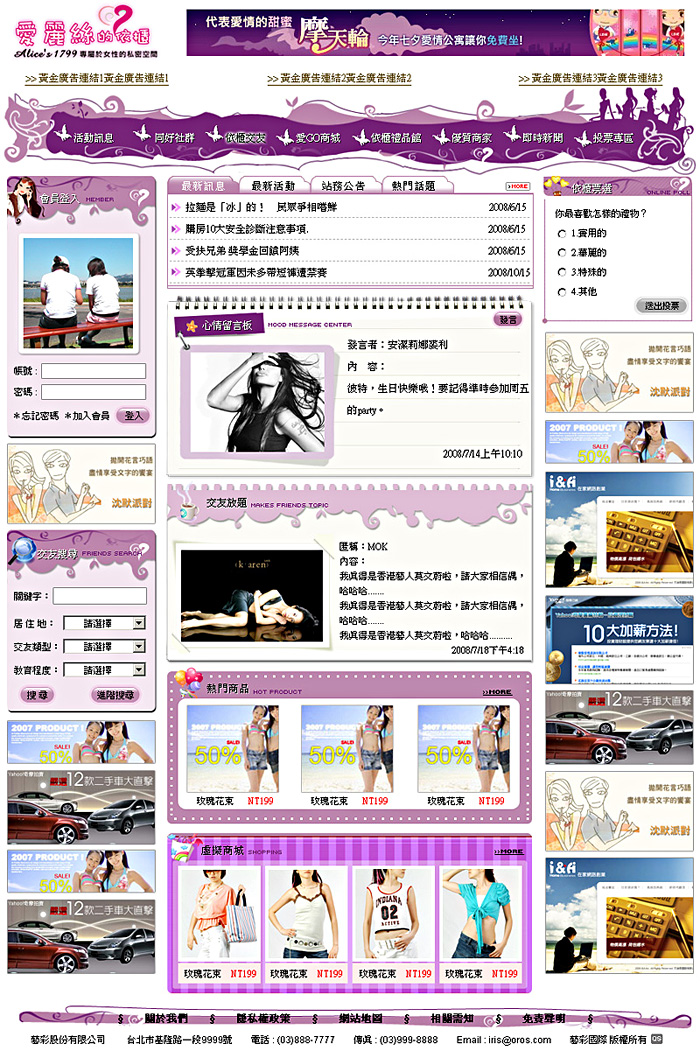 愛麗絲的依櫃
Alice's 1799 專屬於女性的私密空間
代表愛情的甜蜜 摩天輪 今年七夕愛情公寓讓你免費坐!
>> 黃金廣告連結1黃金廣告連結1
>> 黃金廣告連結2黃金廣告連結2
>> 黃金廣告連結3黃金廣告連結3
活動訊息 同好社群 依櫃交友 愛GO商城 依櫃禮品館 優質商家 即時新聞 投票專區
會員登入 MEMBER
帳號 :
密碼 :
＊忘記密碼 ＊加入會員 登入
拋開花言巧語
盡情享受文字的饗宴
沈默派對
交友搜尋 FRIENDS SEARCH
關鍵字：
居住地： 請選擇
交友類型： 請選擇
教育程度： 請選擇
搜 尋 進階搜尋
2007 PRODUCT
SALE!
50%
Yahoo!奇摩拍賣 嚴選 12款二手車大直擊
2007 PRODUCT
SALE!
50%
Yahoo!奇摩拍賣 嚴選 12款二手車大直擊
最新訊息 最新活動 站務公告 熱門話題 >>MORE
拉麵是「冰」的！ 民眾爭相嚐鮮 2008/6/15
購房10大安全診斷注意事項. 2008/6/15
受扶兄弟 獎學金回饋阿姨 2008/6/15
英拳擊冠軍因未多帶短褲遭禁賽 2008/10/15
心情留言板 MOOD MESSAGE CENTER 發言
發言者：安潔莉娜裘利
內 容：
彼特，生日快樂哦！要記得準時參加周五
的party。
2008/7/14上午10:10
交友放題 MAKES FRIENDS TOPIC
karen
匿稱：MOK
內容：
我真得是香港藝人莫文蔚啦，請大家相信偶，
哈哈哈.......
我真得是香港藝人莫文蔚啦，請大家相信偶，
哈哈哈.......
我真得是香港藝人莫文蔚啦，哈哈哈..........
2008/7/18下午4:18
熱門商品 HOT PRODUCT >>MORE
2007 PRODUCT
SALE!
50%
2007 PRODUCT
SALE!
50%
2007 PRODUCT
SALE!
50%
玫瑰花束 NT199
玫瑰花束 NT199
玫瑰花束 NT199
虛擬商城 SHOPPING >>MORE
INDIANA
02
ACTIVE
玫瑰花束 NT199
玫瑰花束 NT199
玫瑰花束 NT199
玫瑰花束 NT199
依櫃票選 ONLINE POLL
你最喜歡怎樣的禮物？
1.實用的
2.華麗的
3.特殊的
4.其他
送出投票
拋開花言巧語
盡情享受文字的饗宴
沈默派對
2007 PRODUCT
SALE!
50%
i&A 在家網路創業
10大加薪方法!
Yahoo!奇摩拍賣 嚴選 12款二手車大直擊
拋開花言巧語
盡情享受文字的饗宴
沈默派對
i&A 在家網路創業
§ 關於我們 § 隱私權政策 § 網站地圖 § 相關需知 § 免責聲明 §
藝彩股份有限公司 台北市基隆路一段9999號 電話：(03)888-7777 傳真：(03)999-8888 Email : iris@oros.com 藝彩團隊 版權所有